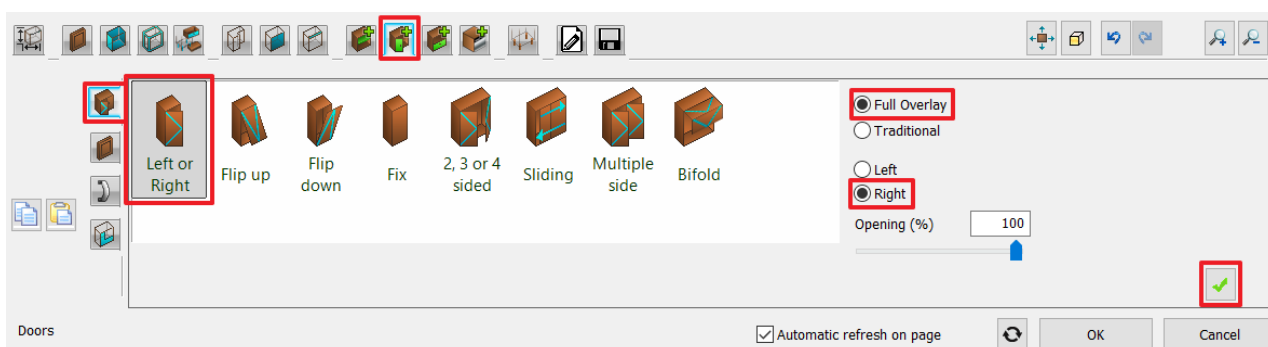 Left or
Right
Flip up
Flip
down
Fix
2, 3 or 4
sided
Sliding
Multiple
side
Bifold
Full Overlay
Traditional
Left
Right
Opening (%)
100
Doors
Automatic refresh on page
OK
Cancel